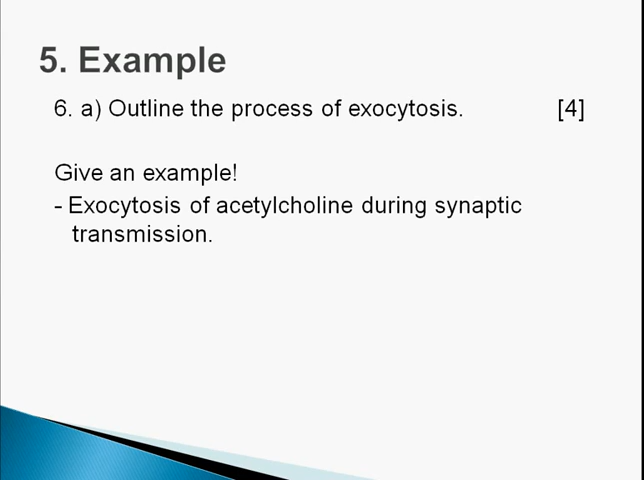 5. Example
6. a) Outline the process of exocytosis. [4]
Give an example!
- Exocytosis of acetylcholine during synaptic
transmission.